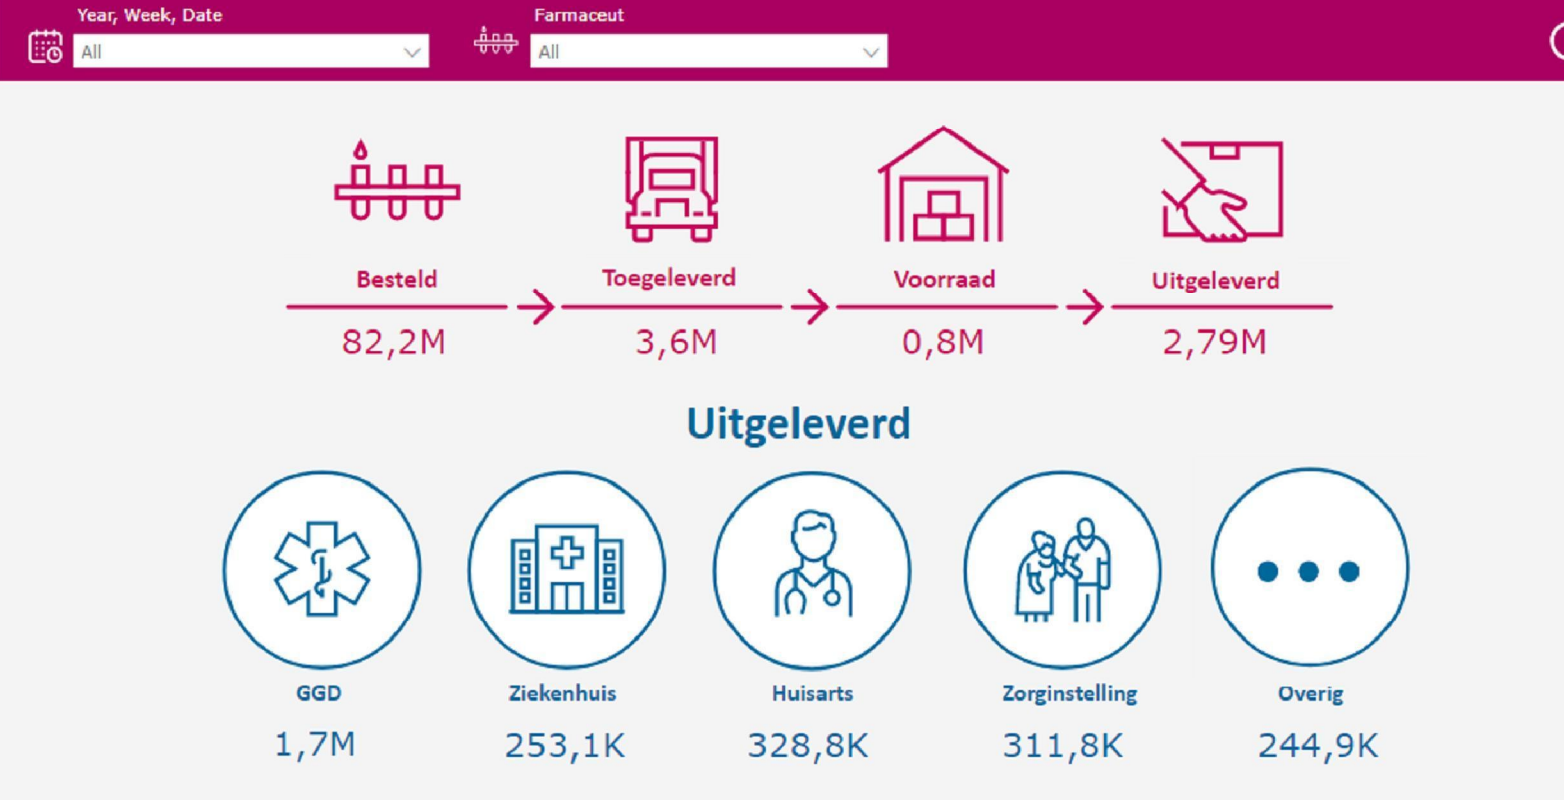 Year, Week, Date
Farmaceut
All
All
Besteld
Toegeleverd
Voorraad
Uitgeleverd
82,2M
3,6M
0,8M
2,79M
Uitgeleverd
GGD
Ziekenhuis
Huisarts
Zorginstelling
Overig
1,7M
253,1K
328,8K
311,8K
244,9K